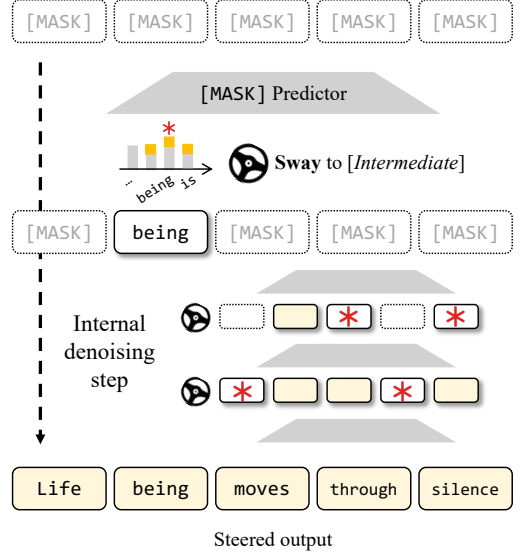 [MASK] [MASK] [MASK] [MASK] [MASK]
[MASK] Predictor
*
... being is
Sway to [Intermediate]
[MASK] being [MASK] [MASK] [MASK]
* *
Internal
denoising
step
* *
Life being moves through silence
Steered output